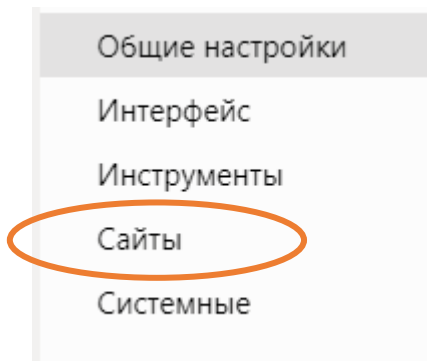 Общие настройки
Интерфейс
Инструменты
Сайты
Системные